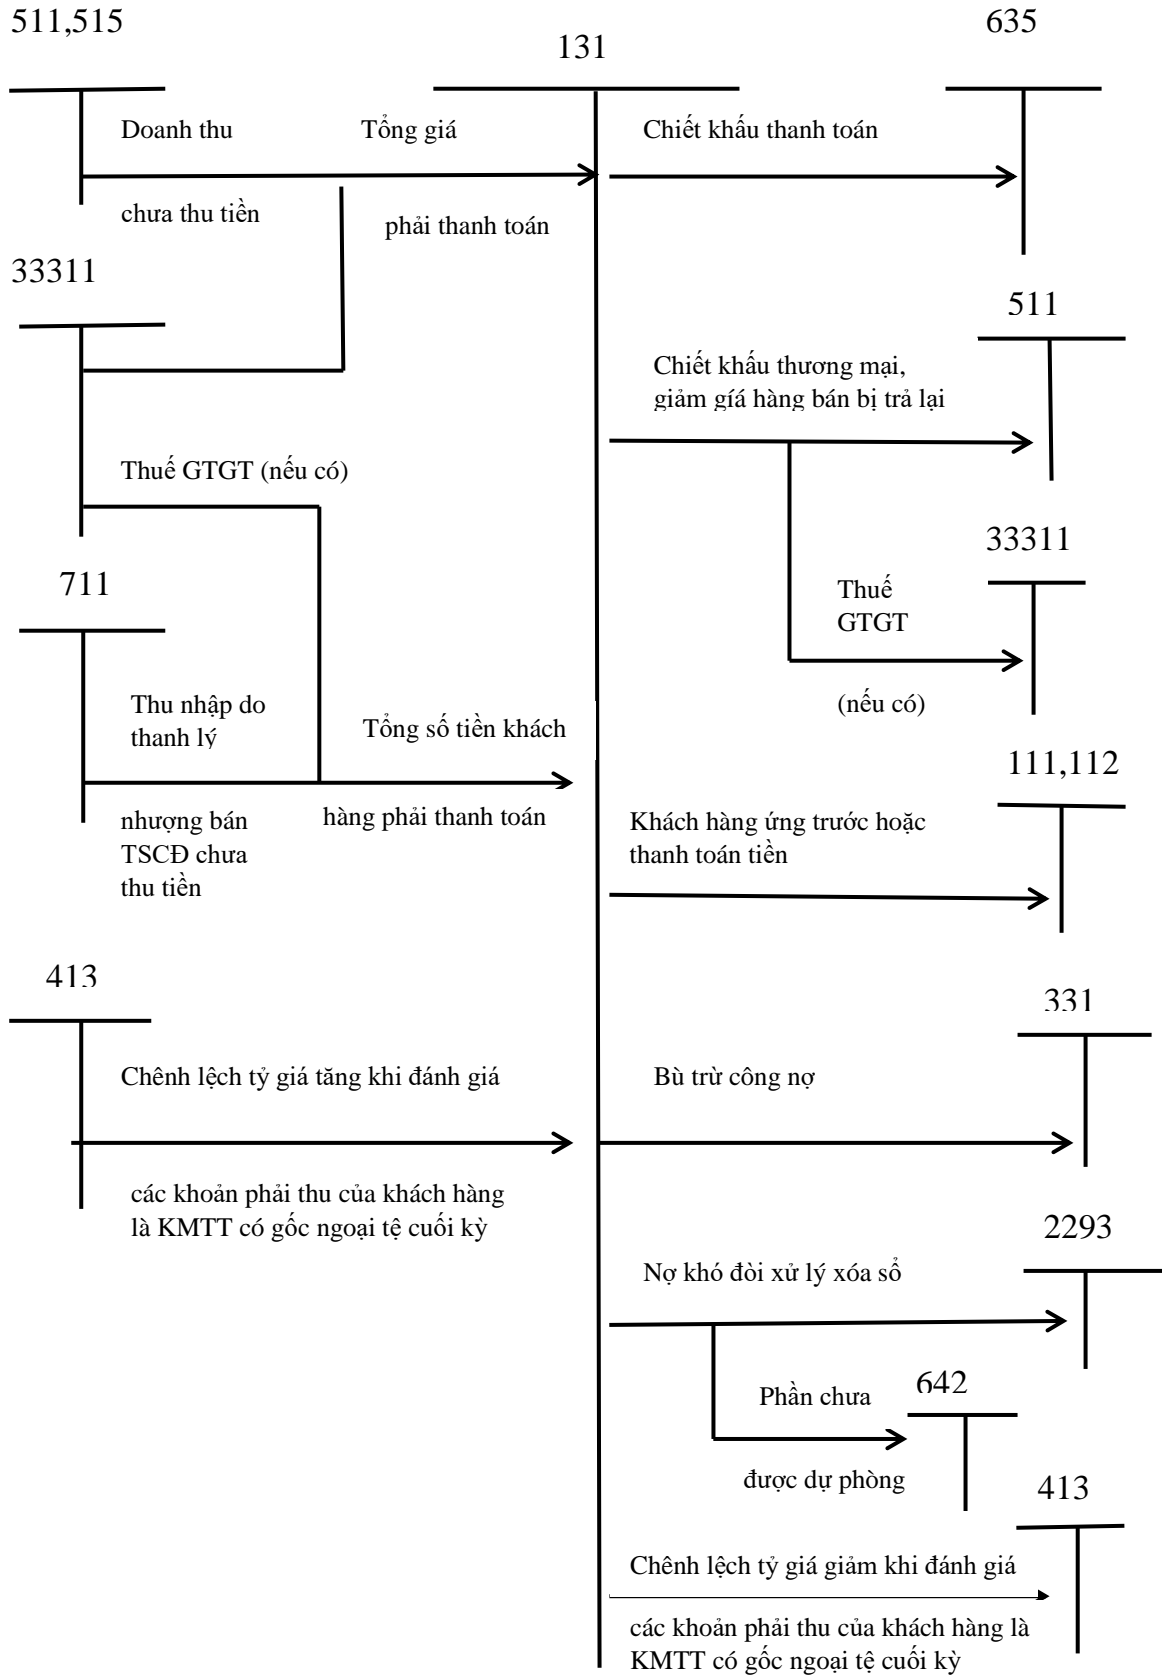 511,515
131
635
Doanh thu
Tổng giá
Chiết khấu thanh toán
chưa thu tiền
phải thanh toán
33311
511
Chiết khấu thương mại,
giảm gíá hàng bán bị trả lại
Thuế GTGT (nếu có)
33311
711
Thuế
GTGT
(nếu có)
Thu nhập do
thanh lý
Tổng số tiền khách
111,112
nhượng bán
TSCĐ chưa
thu tiền
hàng phải thanh toán
Khách hàng ứng trước hoặc
thanh toán tiền
413
331
Chênh lệch tỷ giá tăng khi đánh giá
Bù trừ công nợ
các khoản phải thu của khách hàng
là KMTT có gốc ngoại tệ cuối kỳ
2293
Nợ khó đòi xử lý xóa sổ
642
Phần chưa
được dự phòng
413
Chênh lệch tỷ giá giảm khi đánh giá
các khoản phải thu của khách hàng là
KMTT có gốc ngoại tệ cuối kỳ